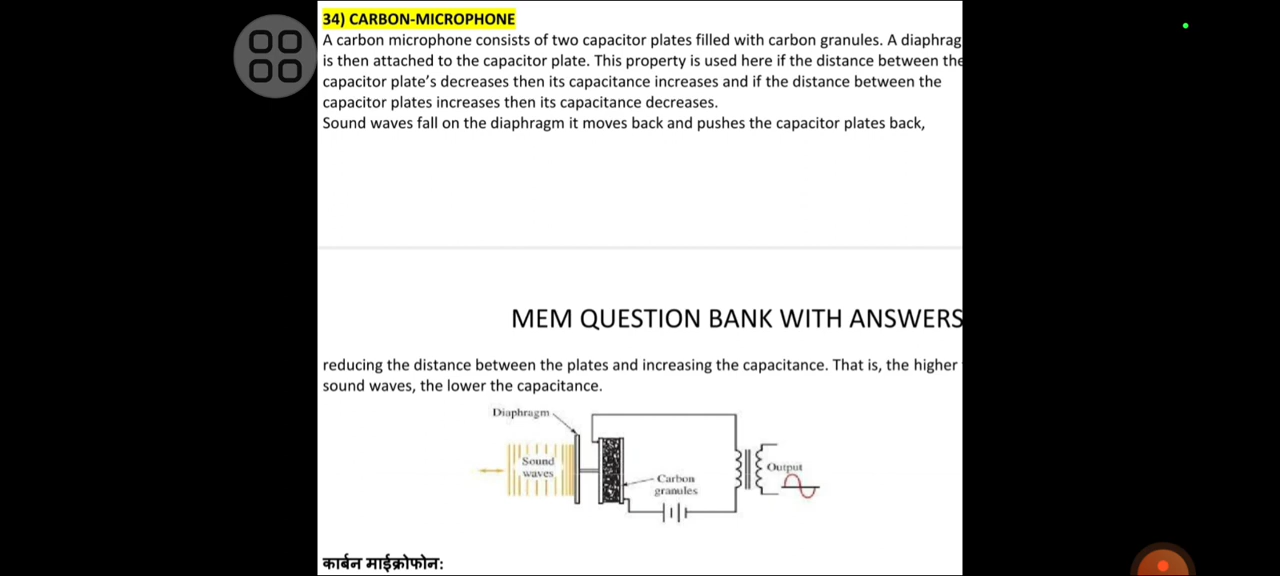 34) CARBON-MICROPHONE
A carbon microphone consists of two capacitor plates filled with carbon granules. A diaphrag
is then attached to the capacitor plate. This property is used here if the distance between the
capacitor plate's decreases then its capacitance increases and if the distance between the
capacitor plates increases then its capacitance decreases.
Sound waves fall on the diaphragm it moves back and pushes the capacitor plates back,
MEM QUESTION BANK WITH ANSWERS
reducing the distance between the plates and increasing the capacitance. That is, the higher
sound waves, the lower the capacitance.
Diaphragm
Sound
waves
Carbon
granules
Output
कार्बन माईक्रोफोन: